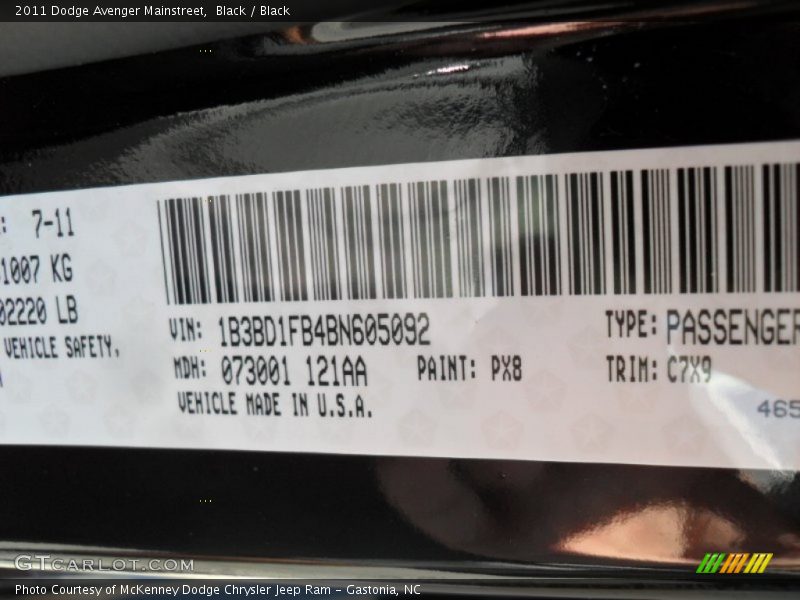 2011 Dodge Avenger Mainstreet, Black / Black
7-11
1007 KG
02220 LB
VEHICLE SAFETY,
VIN: 1B3BD1FB4BN605092
TYPE: PASSENGER
MDH: 073001 121AA
PAINT: PX8
TRIM: C7X9
VEHICLE MADE IN U.S.A.
465
GTCARLOT.COM
Photo Courtesy of McKenney Dodge Chrysler Jeep Ram - Gastonia, NC